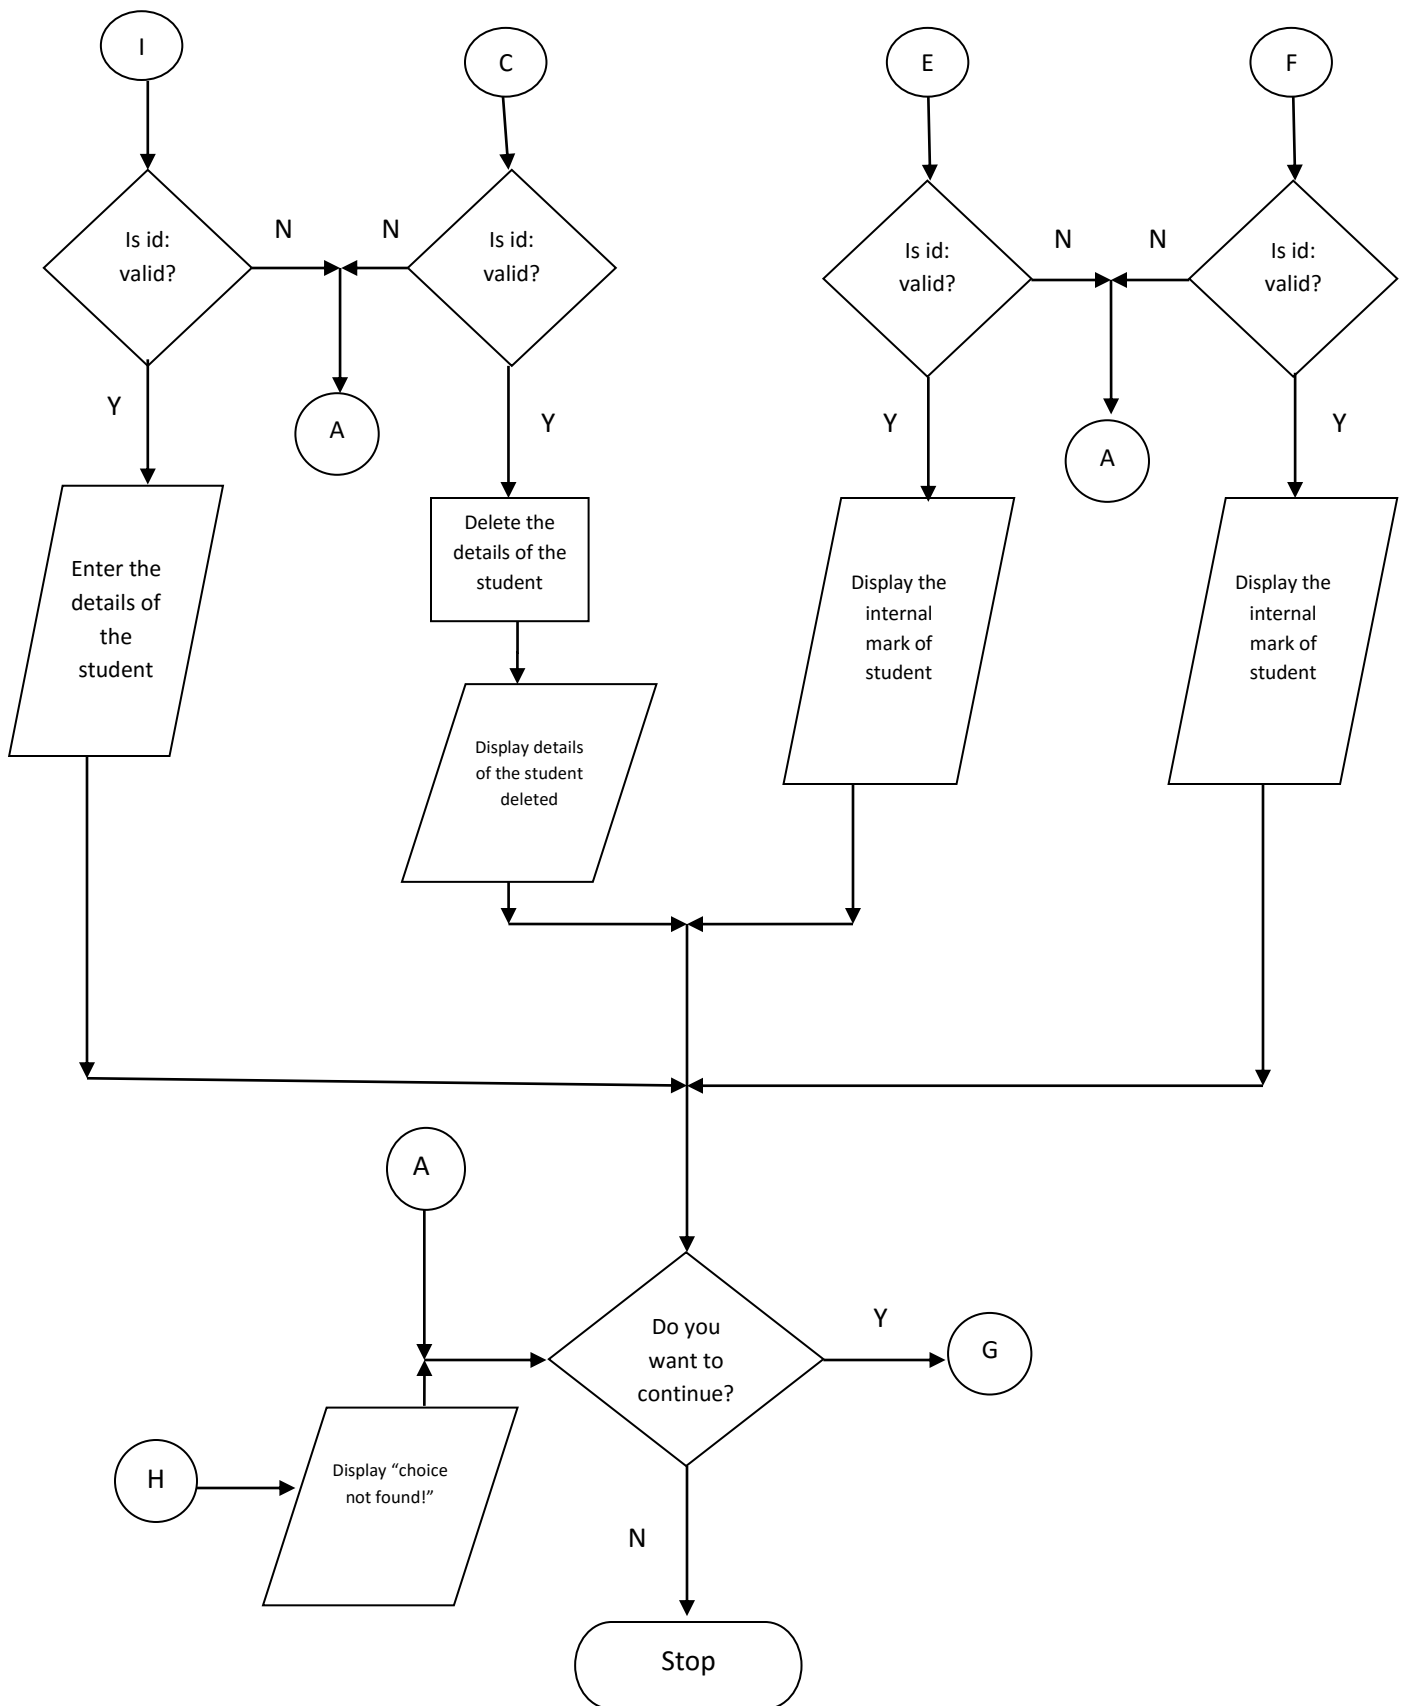 I
C
E
F
Is id:
valid?
N
N
Is id:
valid?
Is id:
valid?
N
N
Is id:
valid?
Y
A
Y
Y
A
Y
Enter the
details of
the
student
Delete the
details of the
student
Display the
internal
mark of
student
Display the
internal
mark of
student
Display details
of the student
deleted
A
Do you
want to
continue?
Y
G
H
Display “choice
not found!”
N
Stop